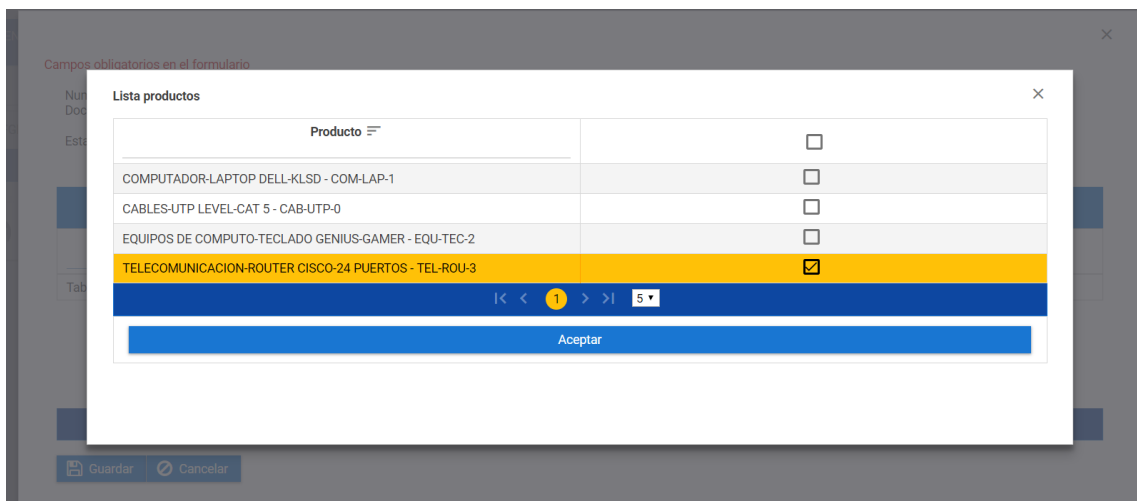 Campos obligatorios en el formulario
Lista productos
Producto
COMPUTADOR-LAPTOP DELL-KLSD - COM-LAP-1
CABLES-UTP LEVEL-CAT 5 - CAB-UTP-0
EQUIPOS DE COMPUTO-TECLADO GENIUS-GAMER - EQU-TEC-2
TELECOMUNICACION-ROUTER CISCO-24 PUERTOS - TEL-ROU-3
1 5
Aceptar
Guardar Cancelar